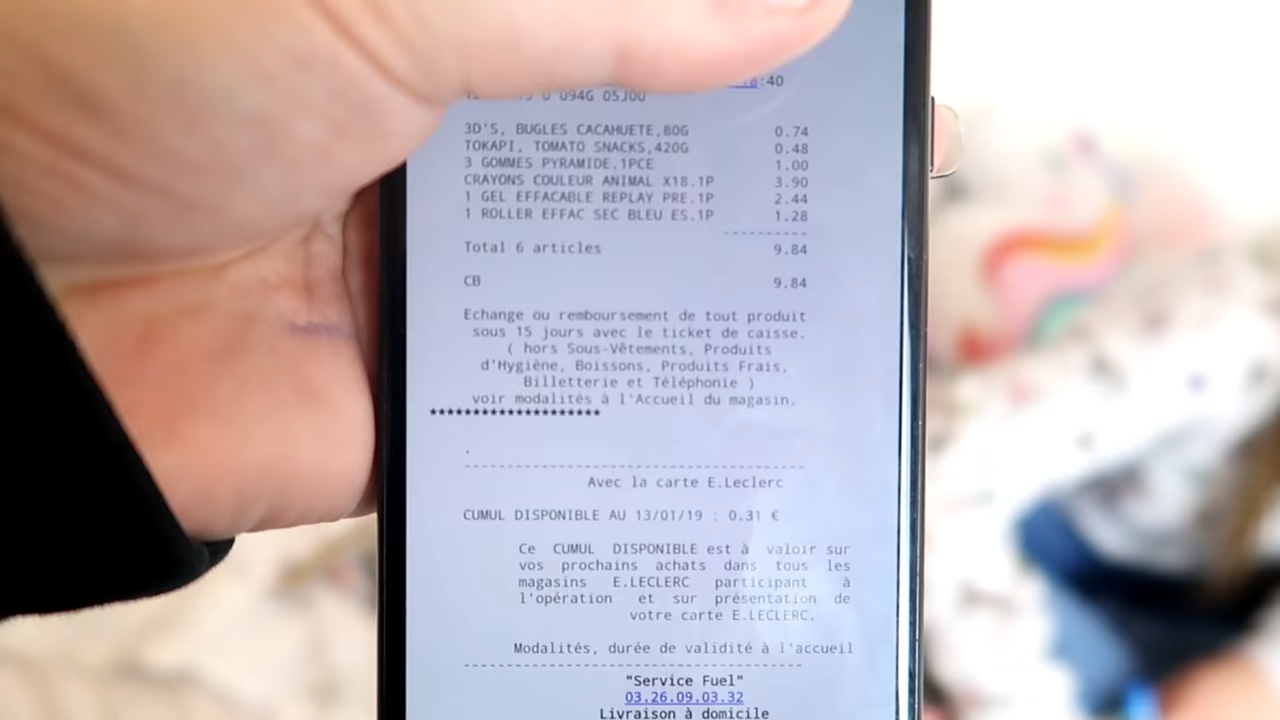 :40
094G 05J00
3D'S, BUGLES CACAHUETE,80G 0.74
TOKAPI, TOMATO SNACKS,420G 0.48
3 GOMMES PYRAMIDE.1PCE 1.00
CRAYONS COULEUR ANIMAL X18.1P 3.90
1 GEL EFFACABLE REPLAY PRE.1P 2.44
1 ROLLER EFFAC SEC BLEU ES.1P 1.28
----------
Total 6 articles 9.84
CB 9.84
Echange ou remboursement de tout produit
sous 15 jours avec le ticket de caisse.
( hors Sous-Vêtements, Produits
d'Hygiène, Boissons, Produits Frais,
Billetterie et Téléphonie )
voir modalités à l'Accueil du magasin.
********************
.
----------------------------------------
Avec la carte E.Leclerc
CUMUL DISPONIBLE AU 13/01/19 : 0.31 €
Ce CUMUL DISPONIBLE est à valoir sur
vos prochains achats dans tous les
magasins E.LECLERC participant à
l'opération et sur présentation de
votre carte E.LECLERC.
Modalités, durée de validité à l'accueil
----------------------------------------
"Service Fuel"
03.26.09.03.32
Livraison à domicile